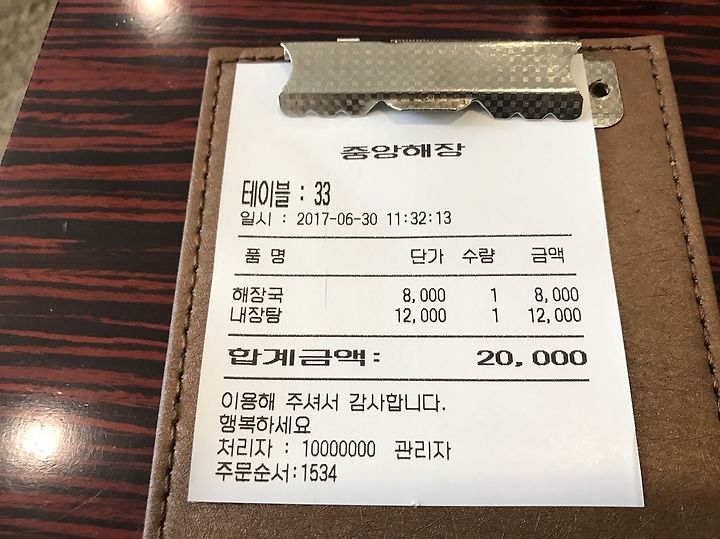 중앙해장
테이블 : 33
일시 : 2017-06-30 11:32:13
품 명 단가 수량 금액
해장국 8,000 1 8,000
내장탕 12,000 1 12,000
합계금액: 20,000
이용해 주셔서 감사합니다.
행복하세요
처리자 : 10000000 관리자
주문순서:1534